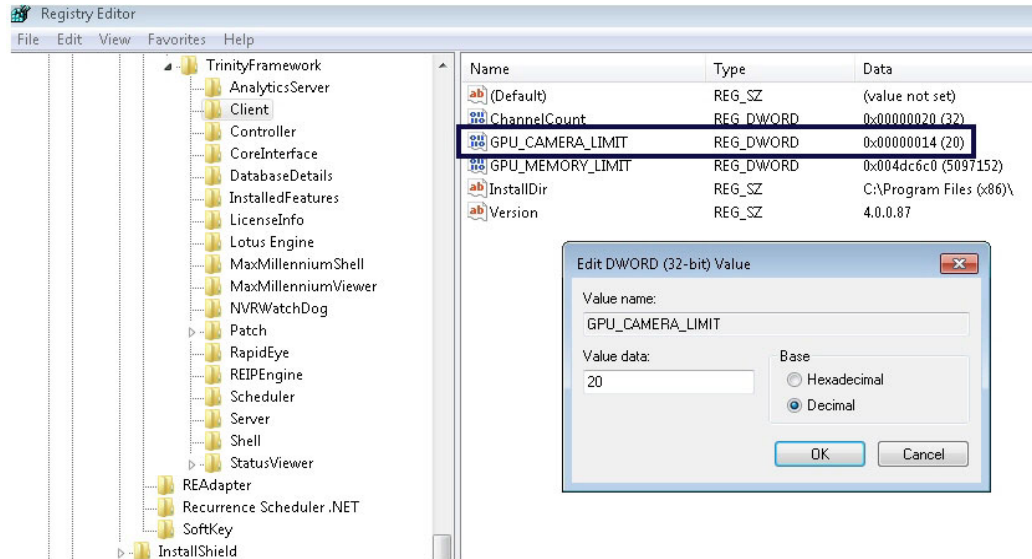 Registry Editor
File Edit View Favorites Help
TrinityFramework
AnalyticsServer
Client
Controller
CoreInterface
DatabaseDetails
InstalledFeatures
LicenseInfo
Lotus Engine
MaxMillenniumShell
MaxMillenniumViewer
NVRWatchDog
Patch
RapidEye
REIPEngine
Scheduler
Server
Shell
StatusViewer
REAdapter
Recurrence Scheduler .NET
SoftKey
InstallShield
Name Type Data
(Default) REG_SZ (value not set)
ChannelCount REG_DWORD 0x00000020 (32)
GPU_CAMERA_LIMIT REG_DWORD 0x00000014 (20)
GPU_MEMORY_LIMIT REG_DWORD 0x004dc6c0 (5097152)
InstallDir REG_SZ C:\Program Files (x86)\
Version REG_SZ 4.0.0.87
Edit DWORD (32-bit) Value
Value name:
GPU_CAMERA_LIMIT
Value data: Base
20 Hexadecimal
Decimal
OK Cancel